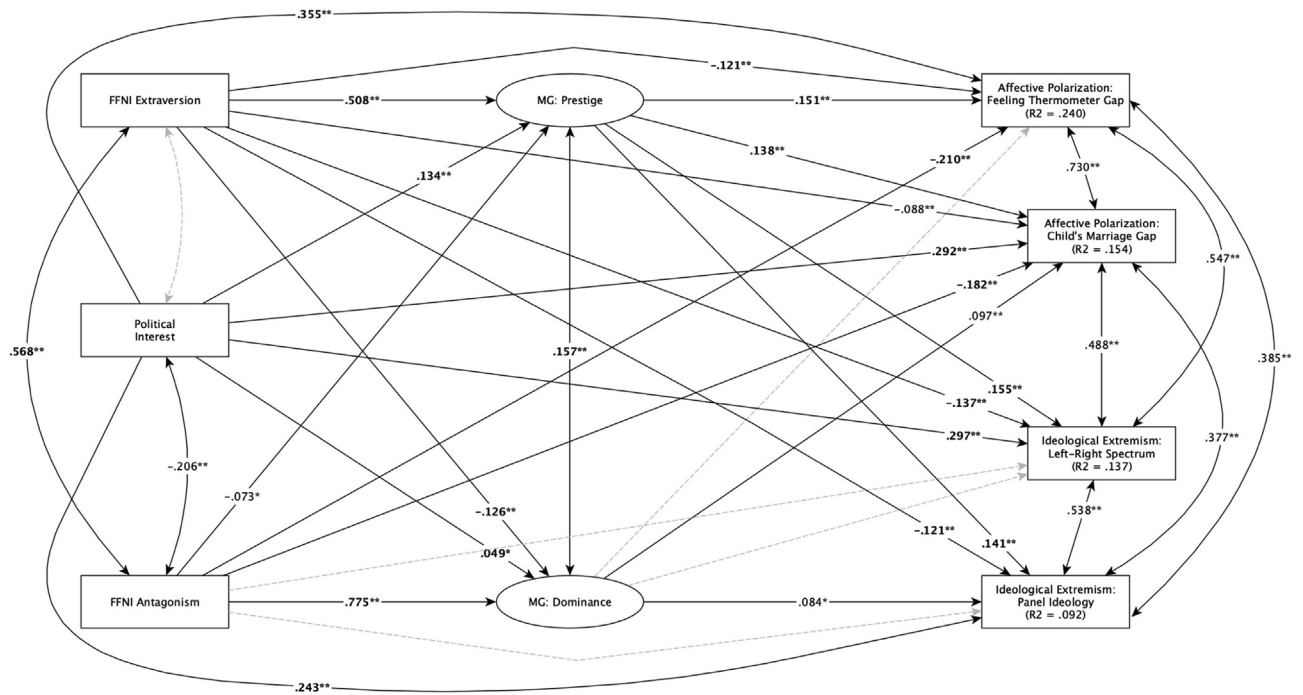 .355**
-.121**
FFNI Extraversion
.508**
MG: Prestige
.151**
Affective Polarization:
Feeling Thermometer Gap
(R2 = .240)
.138**
-.210**
.730**
.134**
-.088**
Affective Polarization:
Child's Marriage Gap
(R2 = .154)
.292**
.547**
-.182**
.097**
Political
Interest
.568**
.157**
.488**
.385**
.155**
-.137**
.297**
.377**
Ideological Extremism:
Left-Right Spectrum
(R2 = .137)
-.206**
-.073*
-.126**
.538**
-.121**
.141**
.049*
FFNI Antagonism
.775**
MG: Dominance
.084*
Ideological Extremism:
Panel Ideology
(R2 = .092)
.243**